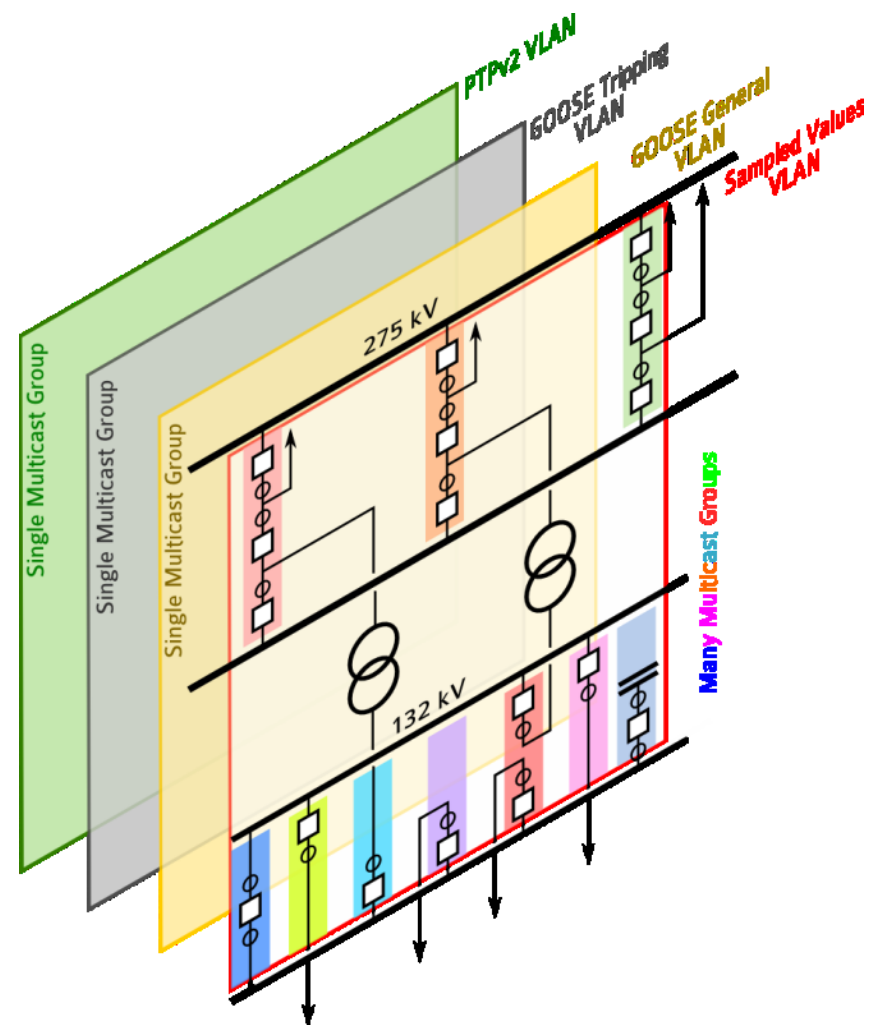 PTPv2 VLAN
GOOSE Tripping
VLAN
GOOSE General
VLAN
Sampled Values
VLAN
Single Multicast Group
Single Multicast Group
Single Multicast Group
275 kV
132 kV
Many Multicast Groups